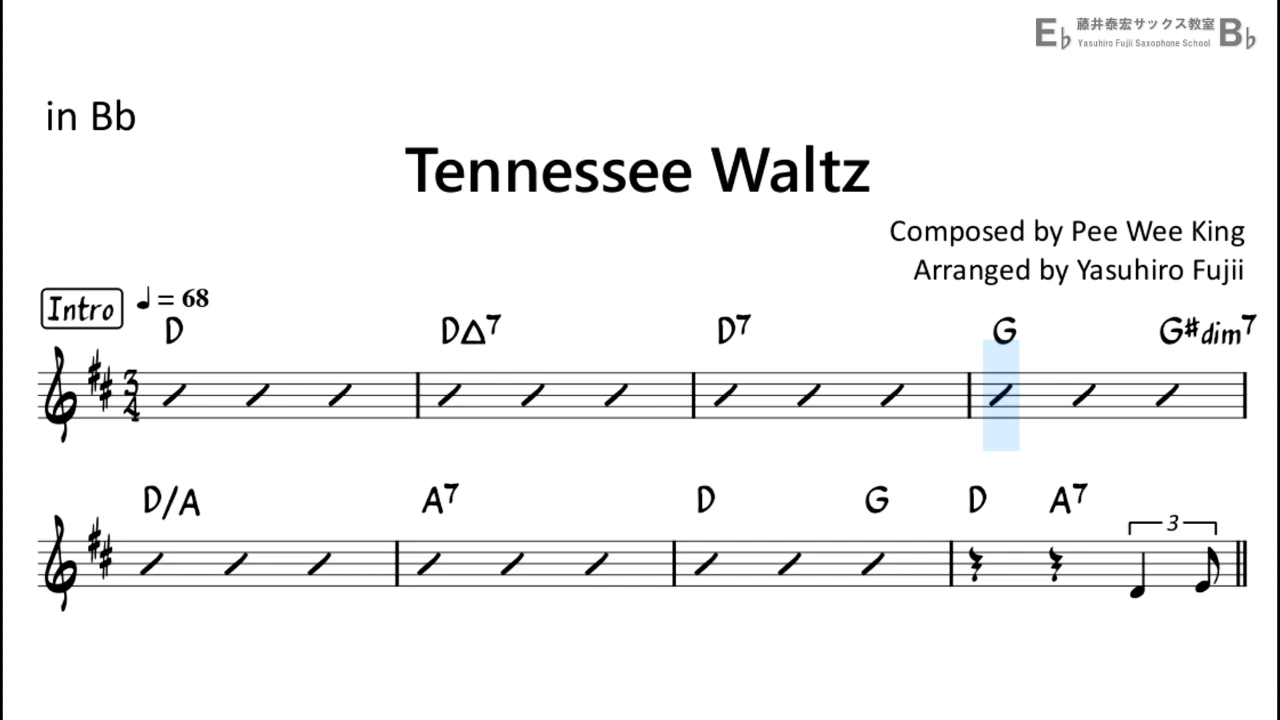 E♭ 藤井泰宏サックス教室 B♭
Yasuhiro Fujii Saxophone School
in Bb
Tennessee Waltz
Composed by Pee Wee King
Arranged by Yasuhiro Fujii
Intro ♩= 68
D D△7 D7 G G#dim7
3
4
D/A A7 D G D A7
3